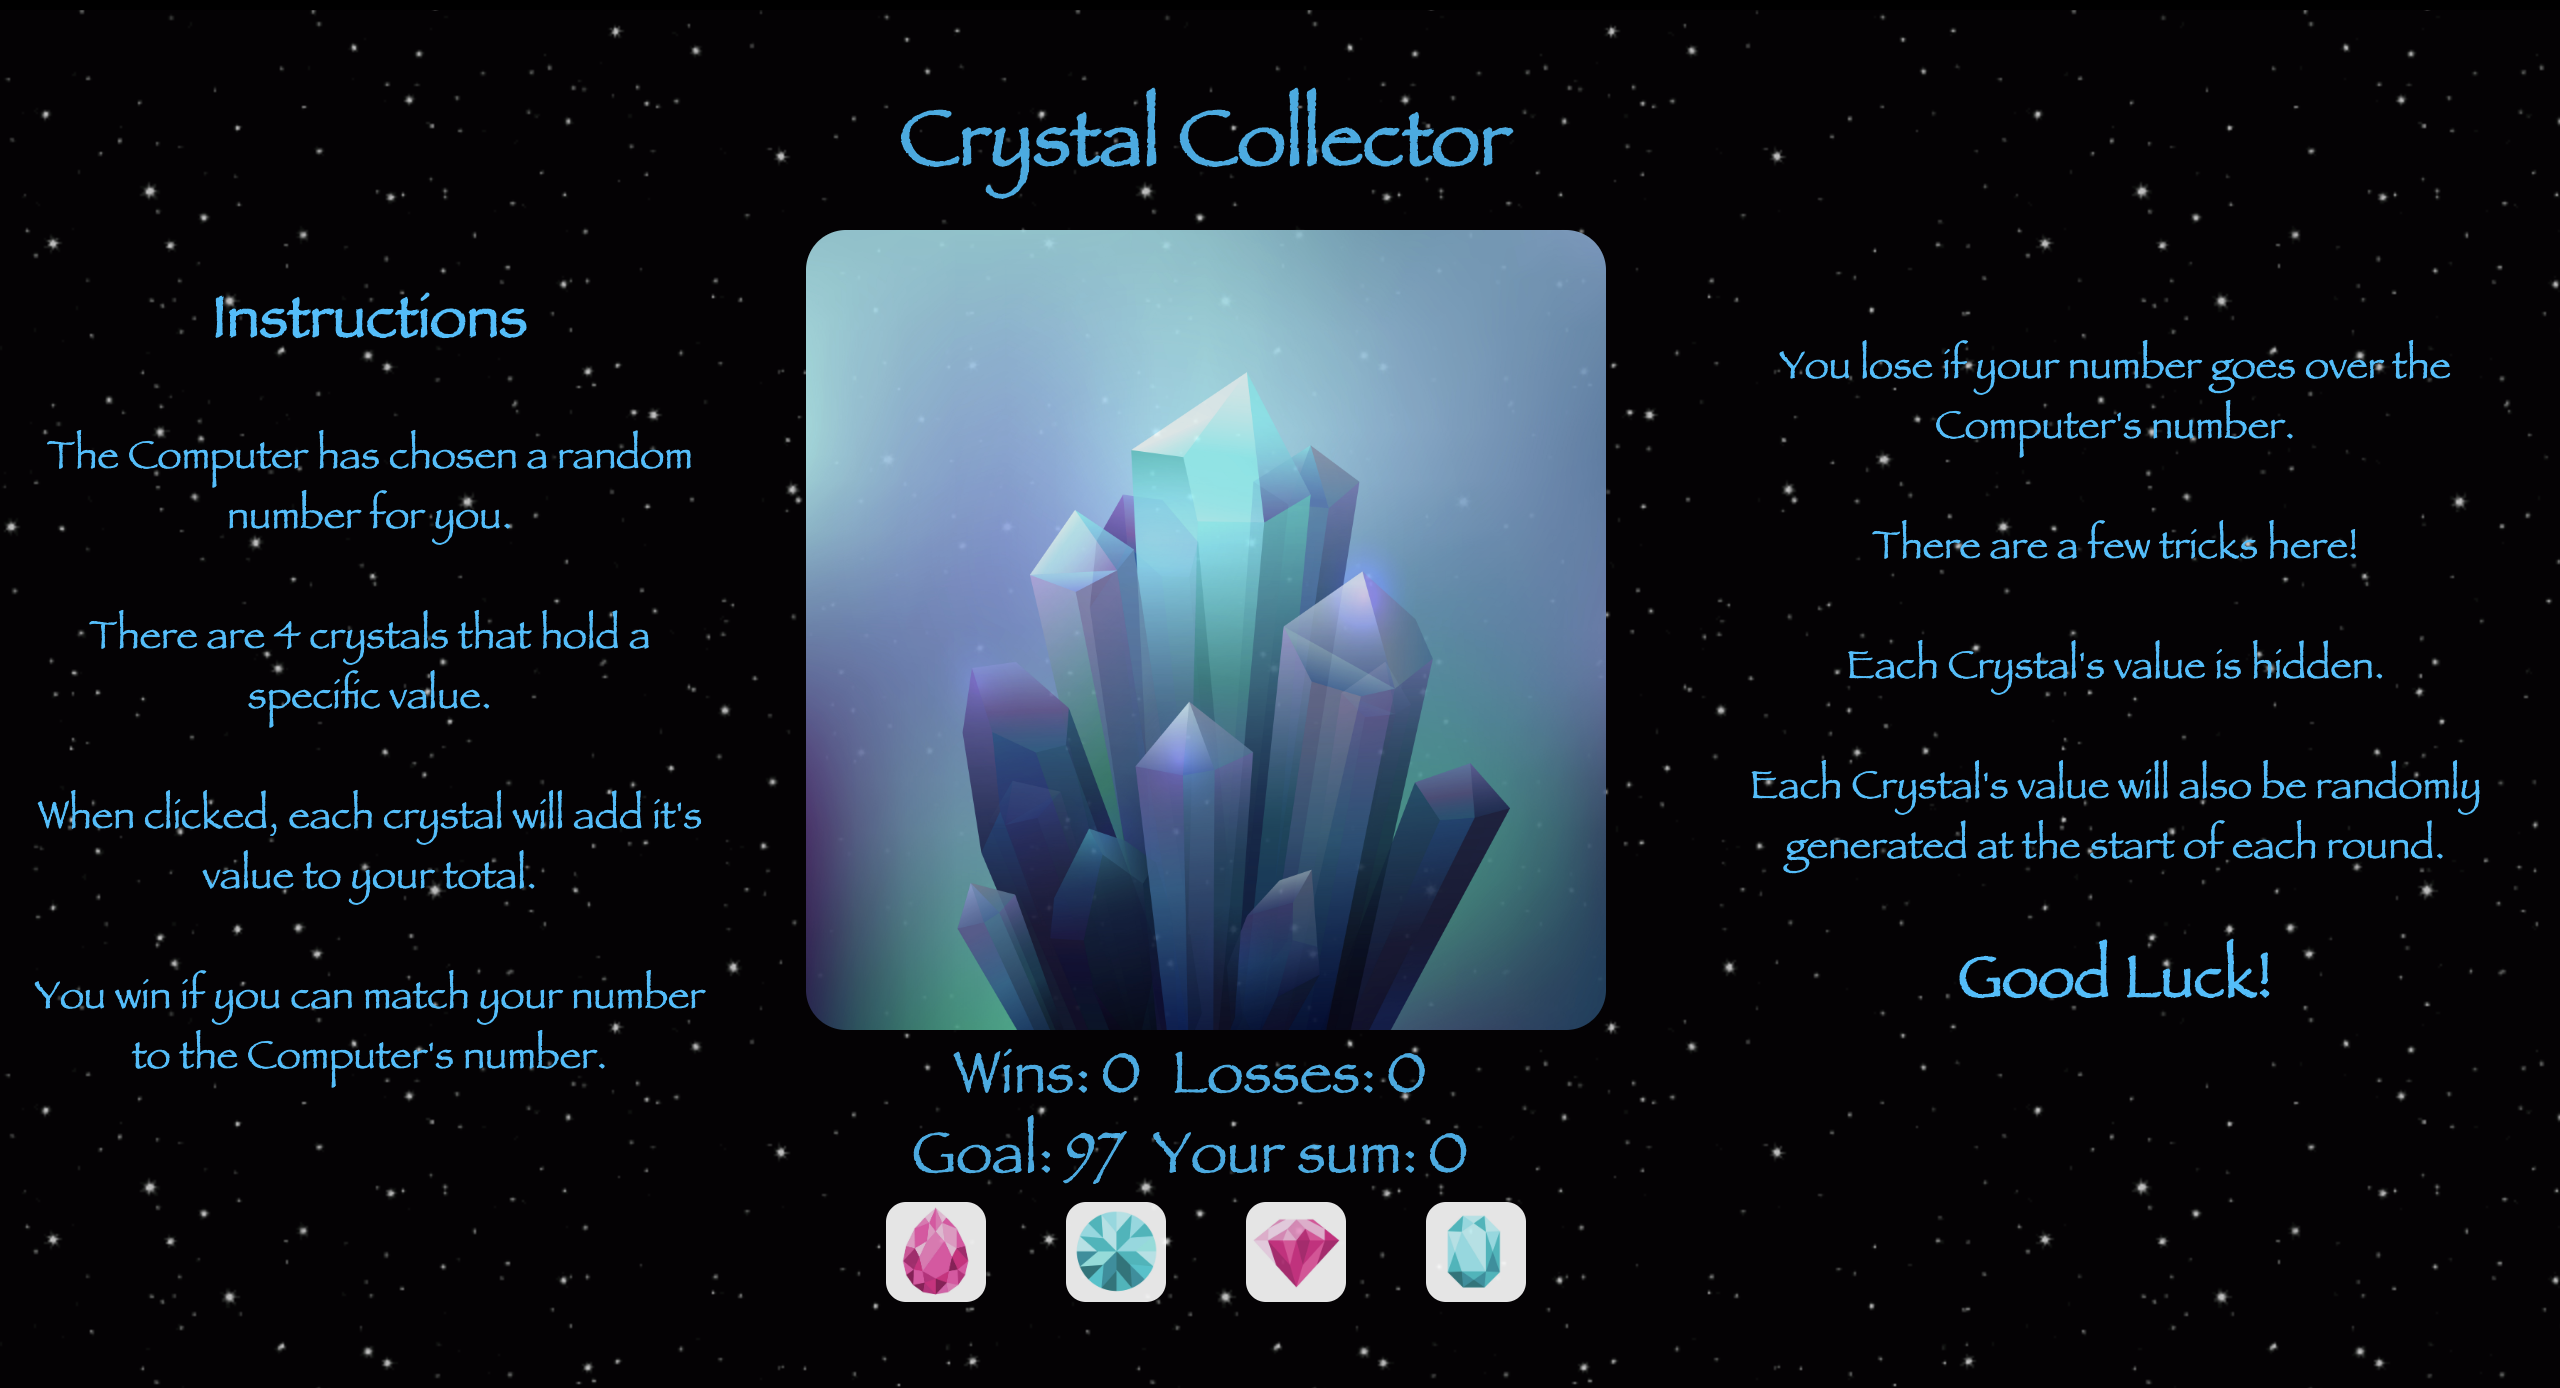 Crystal Collector
Instructions
The Computer has chosen a random
number for you.
There are 4 crystals that hold a
specific value.
When clicked, each crystal will add it's
value to your total.
You win if you can match your number
to the Computer's number.
Wins: 0 Losses: 0
Goal: 97 Your sum: 0
You lose if your number goes over the
Computer's number.
There are a few tricks here!
Each Crystal's value is hidden.
Each Crystal's value will also be randomly
generated at the start of each round.
Good Luck!